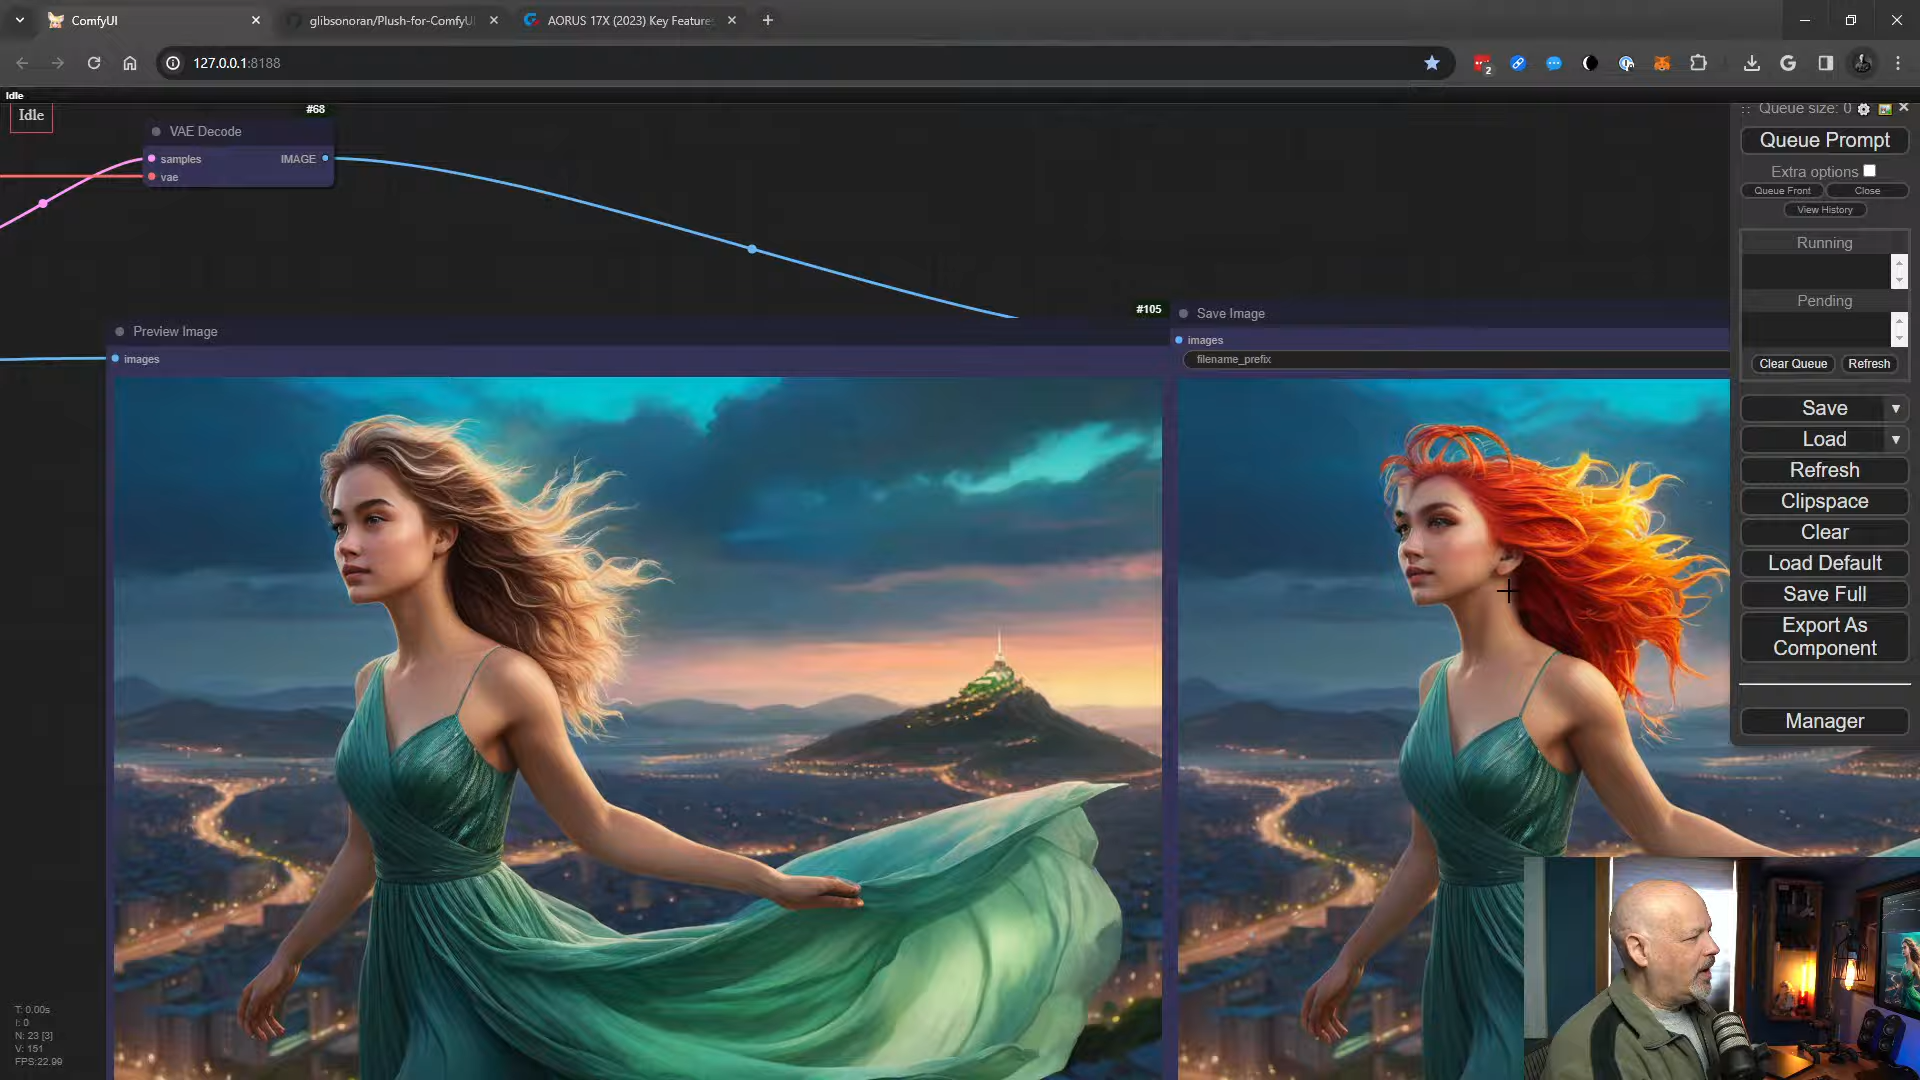 ComfyUI
glibsonoran/Plush-for-ComfyUI
AORUS 17X (2023) Key Feature
127.0.0.1:8188
2
Idle
Idle
#68
VAE Decode
samples
IMAGE
vae
Queue size: 0
Queue Prompt
Extra options
Queue Front
Close
View History
Running
Pending
Clear Queue
Refresh
Save
Load
Refresh
Clipspace
Clear
Load Default
Save Full
Export As
Component
Manager
#105
Preview Image
images
Save Image
images
filename_prefix
T: 0.00s
I: 0
N: 23 [3]
V: 151
FPS:22.99